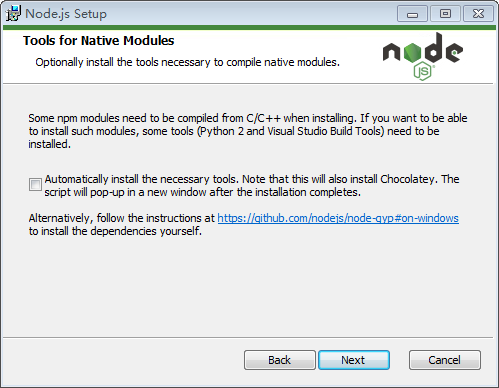 Node.js Setup
Tools for Native Modules
Optionally install the tools necessary to compile native modules.
node
JS
Some npm modules need to be compiled from C/C++ when installing. If you want to be able
to install such modules, some tools (Python 2 and Visual Studio Build Tools) need to be
installed.
Automatically install the necessary tools. Note that this will also install Chocolatey. The
script will pop-up in a new window after the installation completes.
Alternatively, follow the instructions at https://github.com/nodejs/node-gyp#on-windows
to install the dependencies yourself.
Back Next Cancel